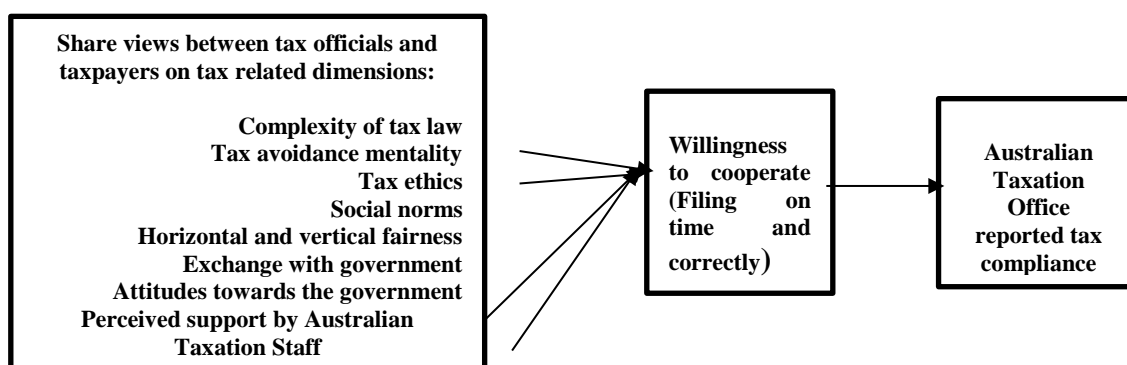 Share views between tax officials and
taxpayers on tax related dimensions:
Complexity of tax law
Tax avoidance mentality
Tax ethics
Social norms
Horizontal and vertical fairness
Exchange with government
Attitudes towards the government
Perceived support by Australian
Taxation Staff
Willingness
to cooperate
(Filing on
time and
correctly)
Australian
Taxation
Office
reported tax
compliance